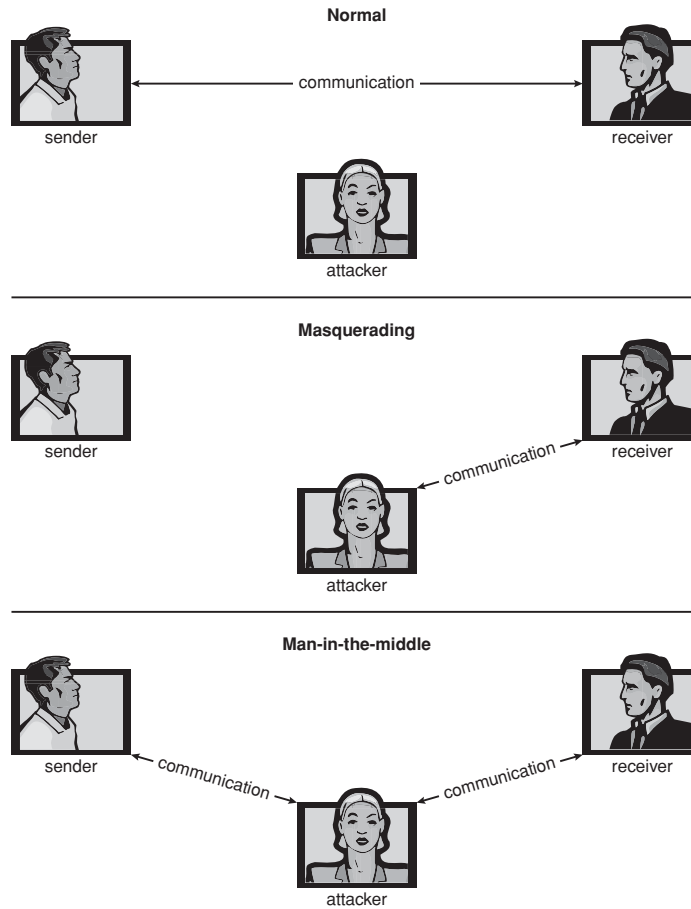 Normal
communication
sender
receiver
attacker
Masquerading
sender
communication
receiver
attacker
Man-in-the-middle
sender
communication
communication
receiver
attacker